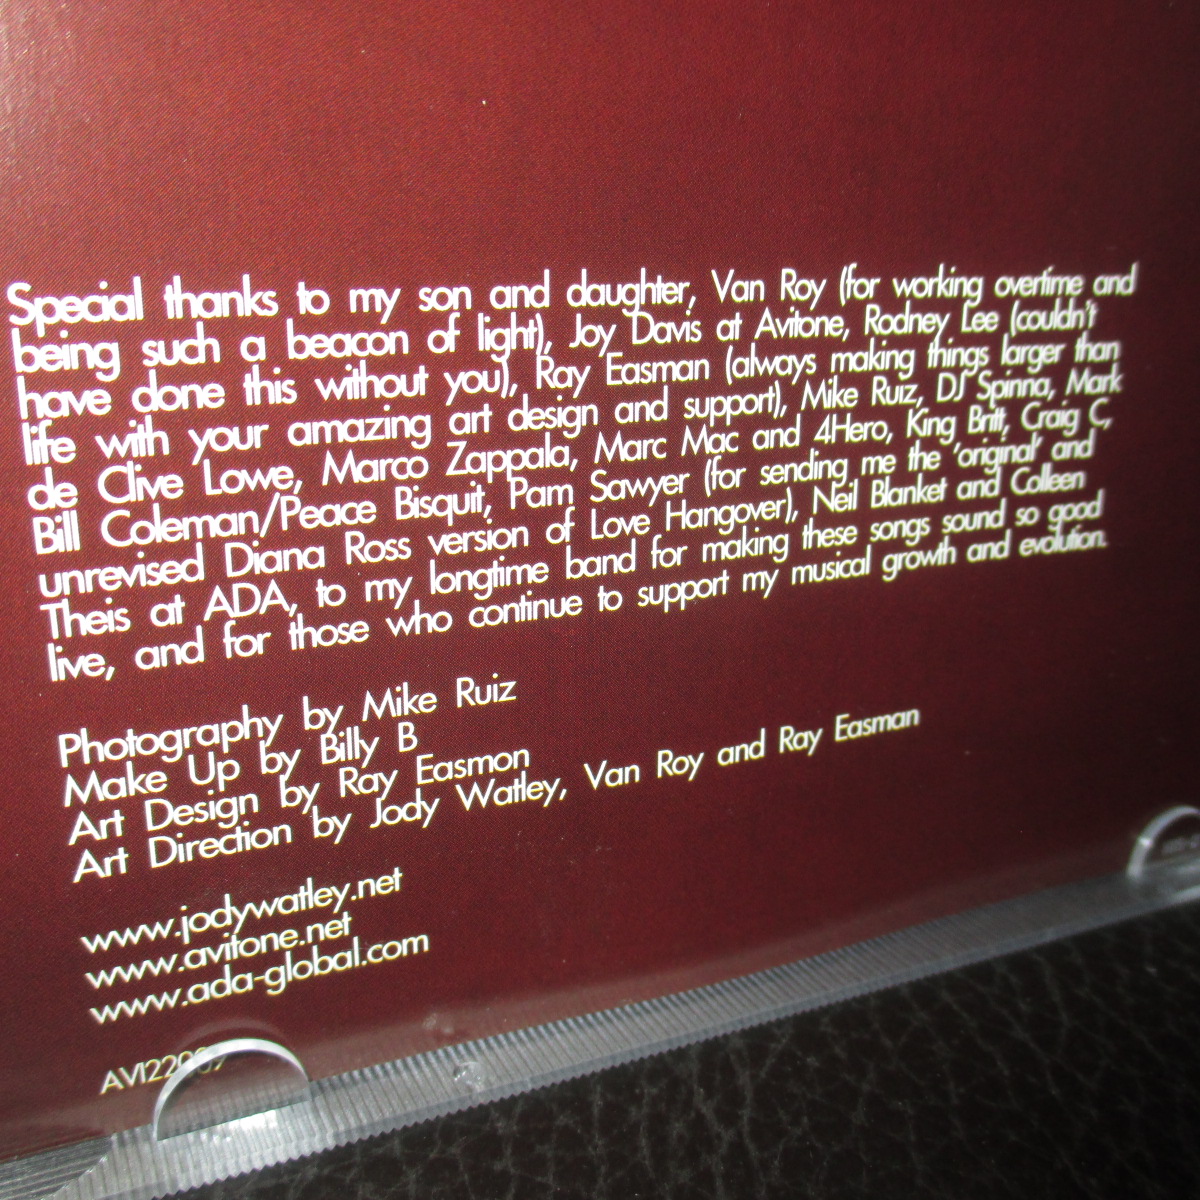 Special thanks to my son and daughter, Van Roy (for working overtime and
being such a beacon of light), Joy Davis at Avitone, Rodney Lee (couldn't
have done this without you), Ray Easman (always making things larger than
life with your amazing art design and support), Mike Ruiz, DJ Spinna, Mark
de Clive Lowe, Marco Zappala, Marc Mac and 4Hero, King Britt, Craig C,
Bill Coleman/Peace Bisquit, Pam Sawyer (for sending me the 'original' and
unrevised Diana Ross version of Love Hangover), Neil Blanket and Colleen
Theis at ADA, to my longtime band for making these songs sound so good
live, and for those who continue to support my musical growth and evolution.
Photography by Mike Ruiz
Make Up by Billy B
Art Design by Ray Easmon
Art Direction by Jody Watley, Van Roy and Ray Easman
www.jodywatley.net
www.avitone.net
www.ada-global.com